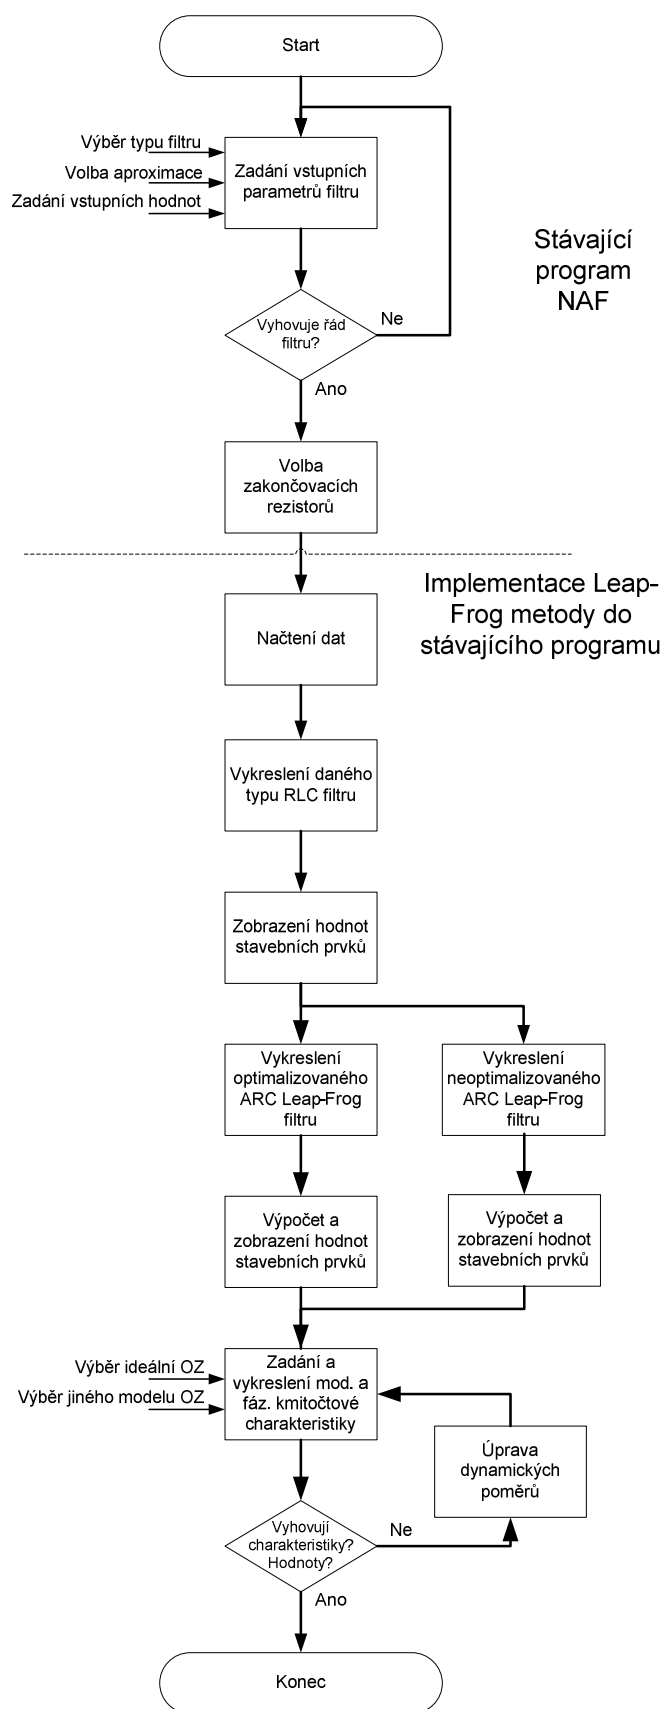 Start
Výběr typu filtru
Volba aproximace
Zadání vstupních hodnot
Zadání vstupních
parametrů filtru
Stávající
program
NAF
Vyhovuje řád
filtru?
Ne
Ano
Volba
zakončovacích
rezistorů
Implementace Leap-
Frog metody do
stávajícího programu
Načtení dat
Vykreslení daného
typu RLC filtru
Zobrazení hodnot
stavebních prvků
Vykreslení
optimalizovaného
ARC Leap-Frog
filtru
Vykreslení
neoptimalizovaného
ARC Leap-Frog
filtru
Výpočet a
zobrazení hodnot
stavebních prvků
Výpočet a
zobrazení hodnot
stavebních prvků
Výběr ideální OZ
Výběr jiného modelu OZ
Zadání a
vykreslení mod. a
fáz. kmitočtové
charakteristiky
Úprava
dynamických
poměrů
Vyhovují
charakteristiky?
Hodnoty?
Ne
Ano
Konec